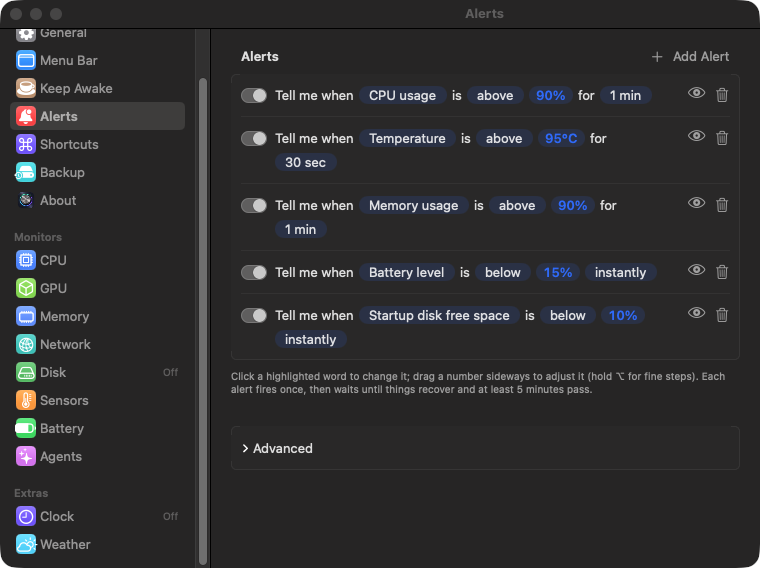 Alerts
General
Menu Bar
Keep Awake
Alerts
Shortcuts
Backup
About
Monitors
CPU
GPU
Memory
Network
Disk Off
Sensors
Battery
Agents
Extras
Clock Off
Weather
Alerts
+ Add Alert
Tell me when CPU usage is above 90% for 1 min
Tell me when Temperature is above 95°C for
30 sec
Tell me when Memory usage is above 90% for
1 min
Tell me when Battery level is below 15% instantly
Tell me when Startup disk free space is below 10%
instantly
Click a highlighted word to change it; drag a number sideways to adjust it (hold ⌥ for fine steps). Each
alert fires once, then waits until things recover and at least 5 minutes pass.
Advanced